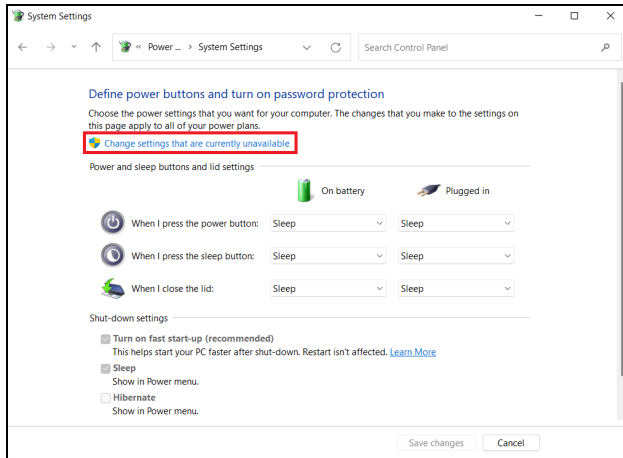 System Settings
« Power ... > System Settings
Search Control Panel
Define power buttons and turn on password protection
Choose the power settings that you want for your computer. The changes that you make to the settings on
this page apply to all of your power plans.
Change settings that are currently unavailable
Power and sleep buttons and lid settings
On battery Plugged in
When I press the power button: Sleep Sleep
When I press the sleep button: Sleep Sleep
When I close the lid: Sleep Sleep
Shut-down settings
Turn on fast start-up (recommended)
This helps start your PC faster after shut-down. Restart isn't affected. Learn More
Sleep
Show in Power menu.
Hibernate
Show in Power menu.
Save changes Cancel